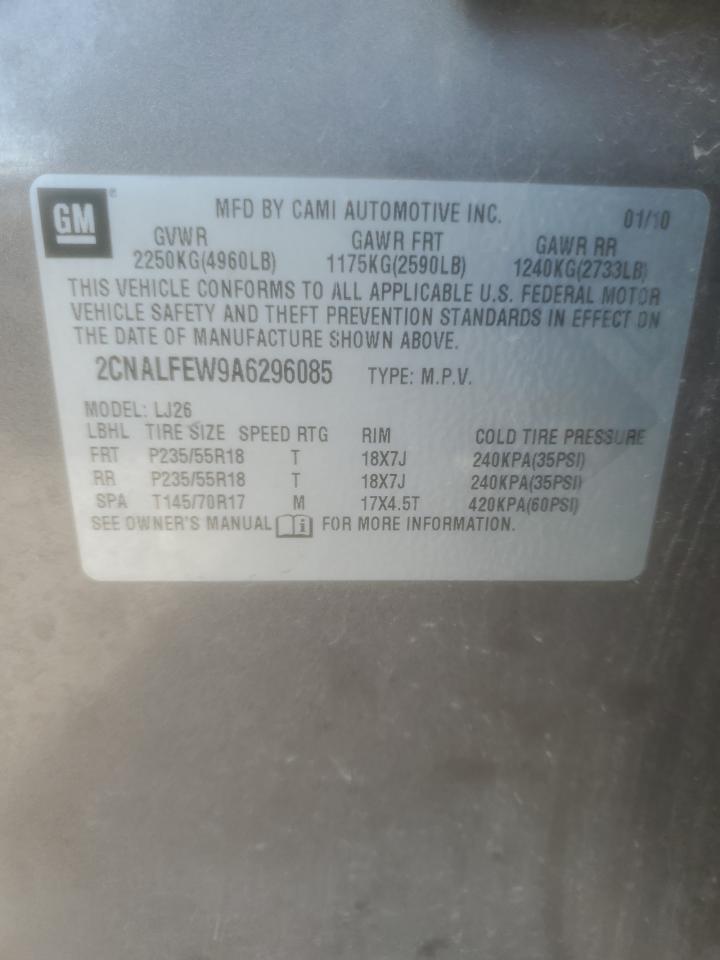 GM ®
MFD BY CAMI AUTOMOTIVE INC. 01/10
GVWR GAWR FRT GAWR RR
2250KG(4960LB) 1175KG(2590LB) 1240KG(2733LB)
THIS VEHICLE CONFORMS TO ALL APPLICABLE U.S. FEDERAL MOTOR
VEHICLE SAFETY AND THEFT PREVENTION STANDARDS IN EFFECT ON
THE DATE OF MANUFACTURE SHOWN ABOVE.
2CNALFEW9A6296085 TYPE: M.P.V.
MODEL: LJ26
LBHL TIRE SIZE SPEED RTG RIM COLD TIRE PRESSURE
FRT P235/55R18 T 18X7J 240KPA(35PSI)
RR P235/55R18 T 18X7J 240KPA(35PSI)
SPA T145/70R17 M 17X4.5T 420KPA(60PSI)
SEE OWNER'S MANUAL i FOR MORE INFORMATION.